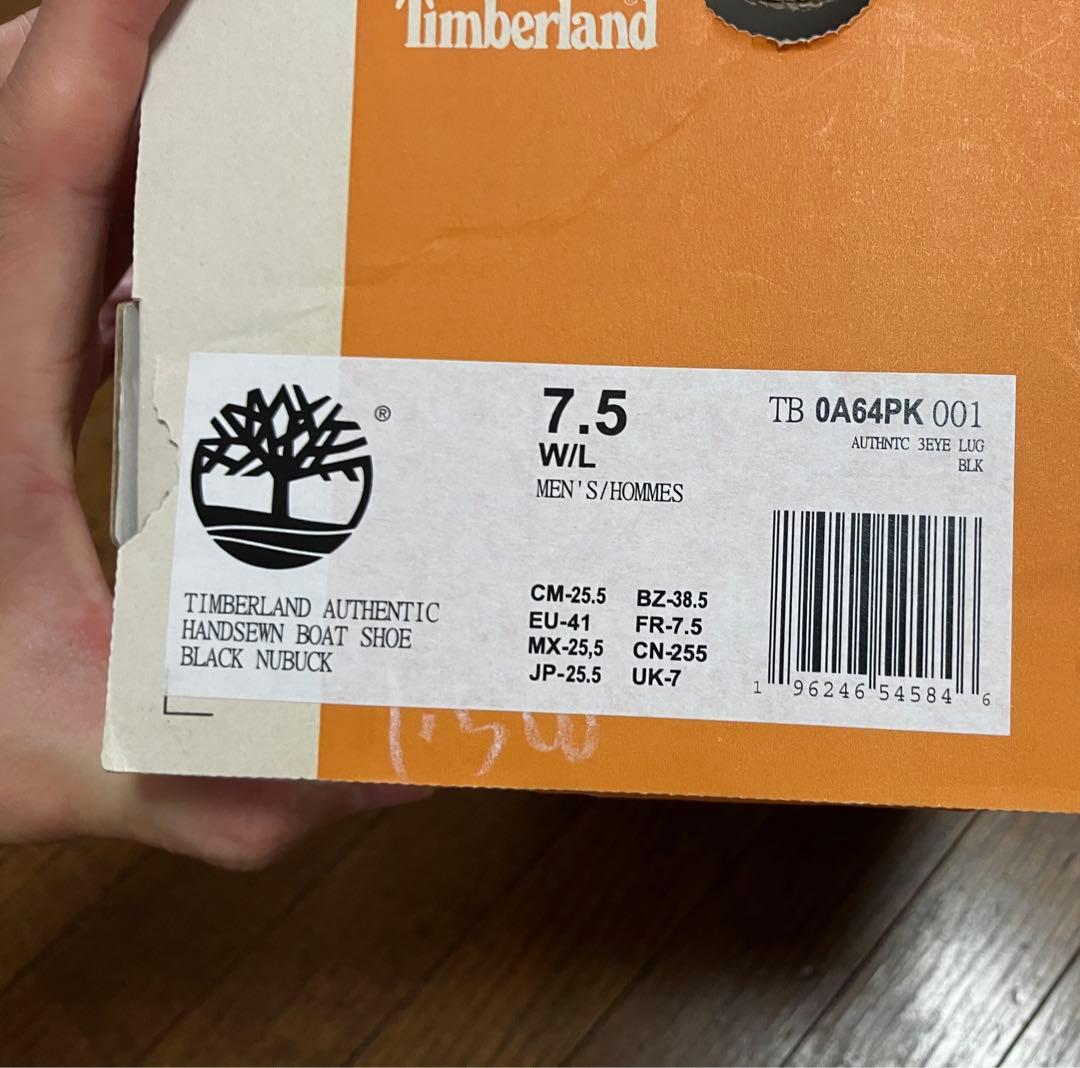 Timberland®
®
7.5
W/L
MEN'S/HOMMES
TB 0A64PK 001
AUTHNTC 3EYE LUG
BLK
TIMBERLAND AUTHENTIC
HANDSEWN BOAT SHOE
BLACK NUBUCK
CM-25.5 BZ-38.5
EU-41 FR-7.5
MX-25,5 CN-255
JP-25.5 UK-7
1 96246 54584 6
7.5W